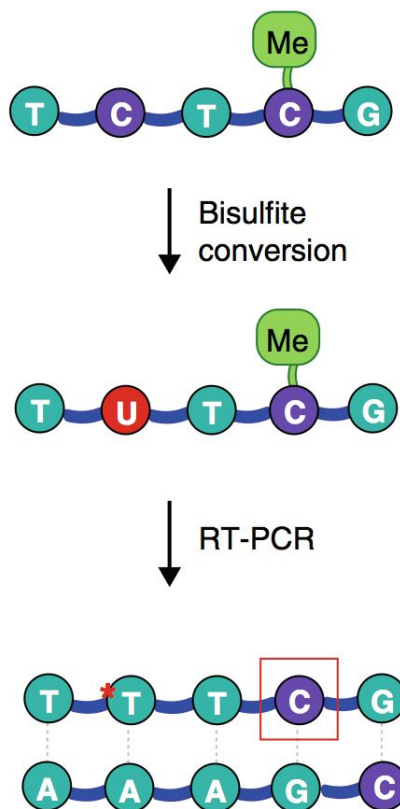 Me
T C T C G
Bisulfite
conversion
Me
T U T C G
RT-PCR
T * T T C G
A A A G C